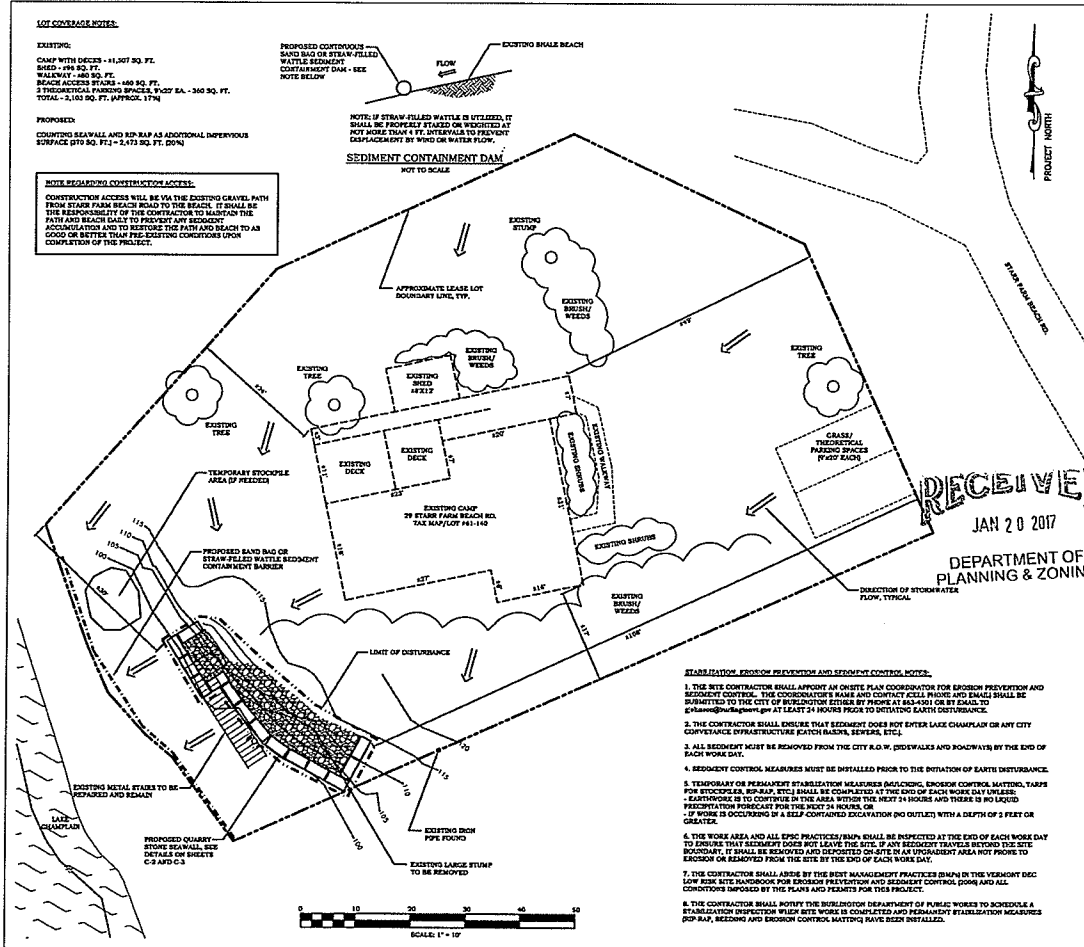 LOT COVERAGE NOTES:
EXISTING:
CAMP WITH DECKS - ±1,507 SQ. FT.
SHED - ±96 SQ. FT.
WALKWAY - ±80 SQ. FT.
BEACH ACCESS STAIRS - ±60 SQ. FT.
2 THEORETICAL PARKING SPACES, 9'x20' EA. - 360 SQ. FT.
TOTAL - 2,103 SQ. FT. (APPROX. 17%)
PROPOSED:
COUNTING SEAWALL AND RIP-RAP AS ADDITIONAL IMPERVIOUS
SURFACE (370 SQ. FT.) = 2,473 SQ. FT. (20%)
NOTE REGARDING CONSTRUCTION ACCESS:
CONSTRUCTION ACCESS WILL BE VIA THE EXISTING GRAVEL PATH
FROM STARR FARM BEACH ROAD TO THE BEACH. IT SHALL BE
THE RESPONSIBILITY OF THE CONTRACTOR TO MAINTAIN THE
PATH AND BEACH DAILY TO PREVENT ANY SEDIMENT
ACCUMULATION AND TO RESTORE THE PATH AND BEACH TO AS
GOOD OR BETTER THAN PRE-EXISTING CONDITIONS UPON
COMPLETION OF THE PROJECT.
PROPOSED CONTINUOUS
SAND BAG OR STRAW-FILLED
WATTLE SEDIMENT
CONTAINMENT DAM - SEE
NOTE BELOW
FLOW
EXISTING SHALE BEACH
NOTE: IF STRAW-FILLED WATTLE IS UTILIZED, IT
SHALL BE PROPERLY STAKED OR WEIGHTED AT
NOT MORE THAN 4 FT. INTERVALS TO PREVENT
DISPLACEMENT BY WIND OR WATER FLOW.
SEDIMENT CONTAINMENT DAM
NOT TO SCALE
PROJECT NORTH
STARR FARM BEACH RD.
APPROXIMATE LEASE LOT
BOUNDARY LINE, TYP.
EXISTING
STUMP
EXISTING
BRUSH/
WEEDS
EXISTING
BRUSH/
WEEDS
EXISTING
SHED
±8'X12'
EXISTING
TREE
EXISTING
TREE
EXISTING
TREE
EXISTING
DECK
EXISTING
DECK
±20'
EXISTING SHRUBS
EXISTING WALKWAY
GRASS/
THEORETICAL
PARKING SPACES
(9'x20' EACH)
EXISTING CAMP
29 STARR FARM BEACH RD.
TAX MAP/LOT #61-140
EXISTING SHRUBS
EXISTING
BRUSH/
WEEDS
±17'
±108'
TEMPORARY STOCKPILE
AREA (IF NEEDED)
PROPOSED SAND BAG OR
STRAW-FILLED WATTLE SEDIMENT
CONTAINMENT BARRIER
115
110
105
100
115
LIMIT OF DISTURBANCE
120
115
110
105
100
EXISTING METAL STAIRS TO BE
REPAIRED AND REMAIN
LAKE
CHAMPLAIN
PROPOSED QUARRY
STONE SEAWALL, SEE
DETAILS ON SHEETS
C-2 AND C-3
EXISTING IRON
PIPE FOUND
EXISTING LARGE STUMP
TO BE REMOVED
10 0 10 20 30 40 50
SCALE: 1" = 10'
RECEIVE
JAN 20 2017
DEPARTMENT OF
PLANNING & ZONIN
DIRECTION OF STORMWATER
FLOW, TYPICAL
STABILIZATION, EROSION PREVENTION AND SEDIMENT CONTROL NOTES:
1. THE SITE CONTRACTOR SHALL APPOINT AN ONSITE PLAN COORDINATOR FOR EROSION PREVENTION AND
SEDIMENT CONTROL. THE COORDINATOR'S NAME AND CONTACT (CELL PHONE AND EMAIL) SHALL BE
SUBMITTED TO THE CITY OF BURLINGTON EITHER BY PHONE AT 863-4501 OR BY EMAIL TO
AT LEAST 24 HOURS PRIOR TO INITIATING EARTH DISTURBANCE.
2. THE CONTRACTOR SHALL ENSURE THAT SEDIMENT DOES NOT ENTER LAKE CHAMPLAIN OR ANY CITY
CONVEYANCE INFRASTRUCTURE (CATCH BASINS, SEWERS, ETC.).
3. ALL SEDIMENT MUST BE REMOVED FROM THE CITY R.O.W. (SIDEWALKS AND ROADWAYS) BY THE END OF
EACH WORK DAY.
4. SEDIMENT CONTROL MEASURES MUST BE INSTALLED PRIOR TO THE INITIATION OF EARTH DISTURBANCE.
5. TEMPORARY OR PERMANENT STABILIZATION MEASURES (MULCHING, EROSION CONTROL MATTING, TARPS
FOR STOCKPILES, RIP-RAP, ETC.) SHALL BE COMPLETED AT THE END OF EACH WORK DAY UNLESS:
- EARTHWORK IS TO CONTINUE IN THE AREA WITHIN THE NEXT 24 HOURS AND THERE IS NO LIQUID
PRECIPITATION FORECAST FOR THE NEXT 24 HOURS, OR
- IF WORK IS OCCURRING IN A SELF-CONTAINED EXCAVATION (NO OUTLET) WITH A DEPTH OF 2 FEET OR
GREATER.
6. THE WORK AREA AND ALL EPSC PRACTICES/BMPs SHALL BE INSPECTED AT THE END OF EACH WORK DAY
TO ENSURE THAT SEDIMENT DOES NOT LEAVE THE SITE. IF ANY SEDIMENT TRAVELS BEYOND THE SITE
BOUNDARY, IT SHALL BE REMOVED AND DEPOSITED ON-SITE IN AN UPGRADIENT AREA NOT PRONE TO
EROSION OR REMOVED FROM THE SITE BY THE END OF EACH WORK DAY.
7. THE CONTRACTOR SHALL ABIDE BY THE BEST MANAGEMENT PRACTICES (BMPs) IN THE VERMONT DEC
LOW RISK SITE HANDBOOK FOR EROSION PREVENTION AND SEDIMENT CONTROL (2006) AND ALL
CONDITIONS IMPOSED BY THE PLANS AND PERMITS FOR THIS PROJECT.
8. THE CONTRACTOR SHALL NOTIFY THE BURLINGTON DEPARTMENT OF PUBLIC WORKS TO SCHEDULE A
STABILIZATION INSPECTION WHEN SITE WORK IS COMPLETED AND PERMANENT STABILIZATION MEASURES
(RIP-RAP, SEEDING AND EROSION CONTROL MATTING) HAVE BEEN INSTALLED.